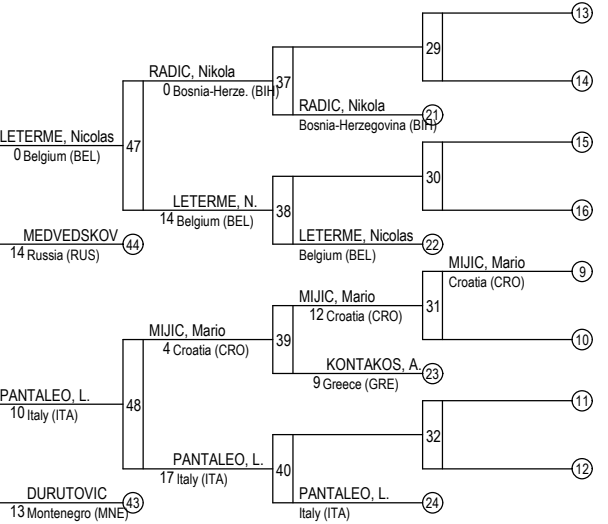 13
29
RADIC, Nikola
0 Bosnia-Herze. (BIH)
37
14
RADIC, Nikola
Bosnia-Herzegovina (BIH)
21
LETERME, Nicolas
0 Belgium (BEL)
47
15
30
LETERME, N.
14 Belgium (BEL)
38
16
MEDVEDSKOV
14 Russia (RUS)
44
LETERME, Nicolas
Belgium (BEL)
22
MIJIC, Mario
Croatia (CRO)
9
MIJIC, Mario
12 Croatia (CRO)
31
MIJIC, Mario
4 Croatia (CRO)
39
10
KONTAKOS, A.
9 Greece (GRE)
23
PANTALEO, L.
10 Italy (ITA)
48
11
32
PANTALEO, L.
17 Italy (ITA)
40
12
DURUTOVIC
13 Montenegro (MNE)
43
PANTALEO, L.
Italy (ITA)
24